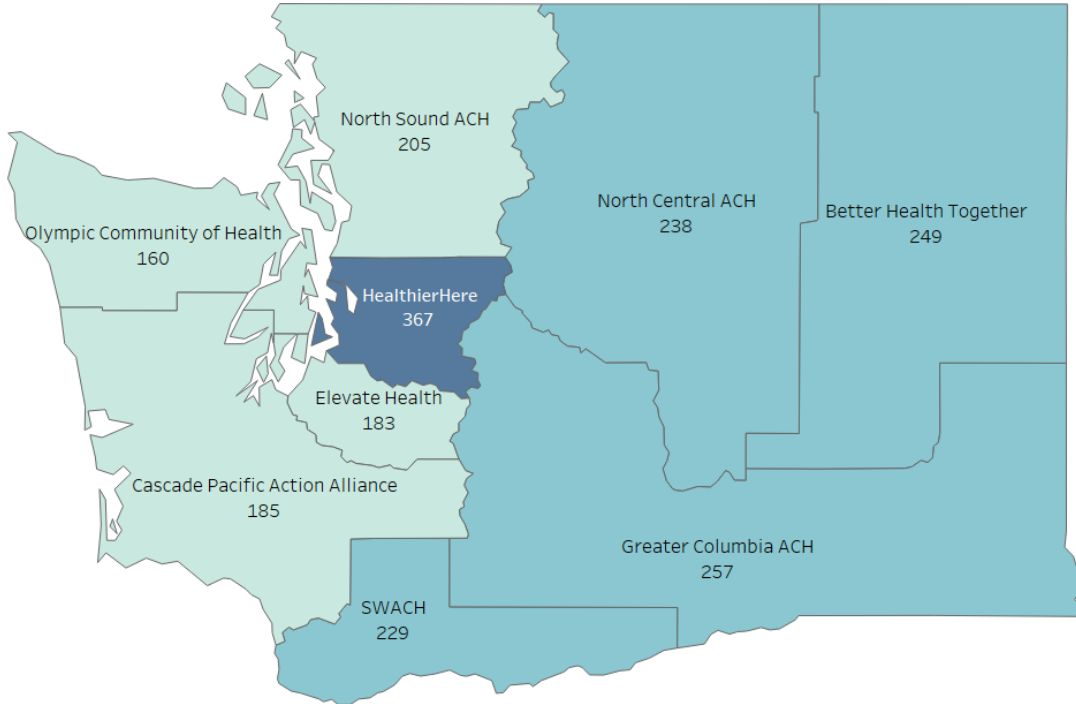 North Sound ACH
205
North Central ACH
238
Better Health Together
249
Olympic Community of Health
160
HealthierHere
367
Elevate Health
183
Cascade Pacific Action Alliance
185
Greater Columbia ACH
257
SWACH
229